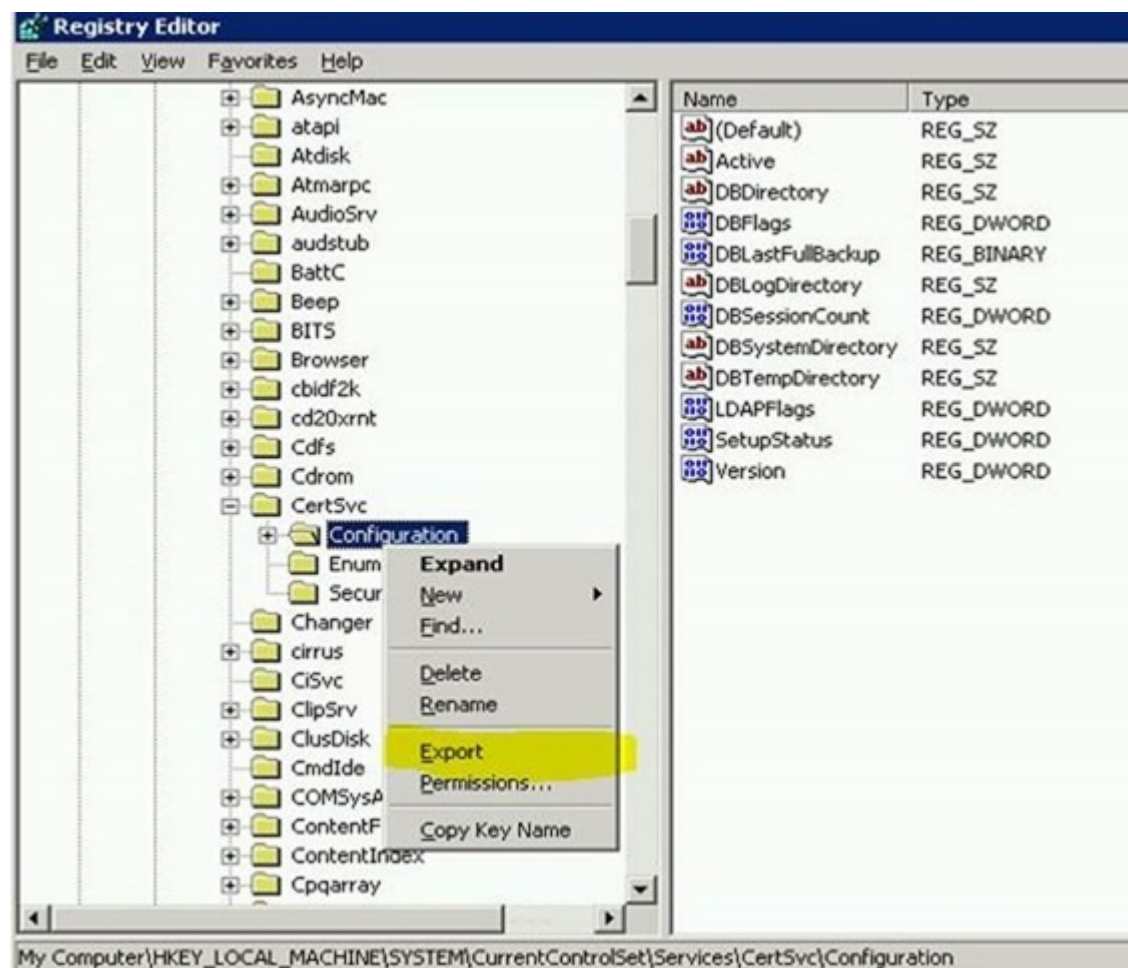 Registry Editor
File Edit View Favorites Help
AsyncMac
atapi
Atdisk
Atmarpc
AudioSrv
audstub
BattC
Beep
BITS
Browser
cbidf2k
cd20xrnt
Cdfs
Cdrom
CertSvc
Configuration
Enum
Secur
Changer
cirrus
CiSvc
ClipSrv
ClusDisk
CmdIde
COMSysA
ContentF
ContentIndex
Cpqarray
Expand
New
Find...
Delete
Rename
Export
Permissions...
Copy Key Name
Name Type
(Default) REG_SZ
Active REG_SZ
DBDirectory REG_SZ
DBFlags REG_DWORD
DBLastFullBackup REG_BINARY
DBLogDirectory REG_SZ
DBSessionCount REG_DWORD
DBSystemDirectory REG_SZ
DBTempDirectory REG_SZ
LDAPFlags REG_DWORD
SetupStatus REG_DWORD
Version REG_DWORD
My Computer\HKEY_LOCAL_MACHINE\SYSTEM\CurrentControlSet\Services\CertSvc\Configuration